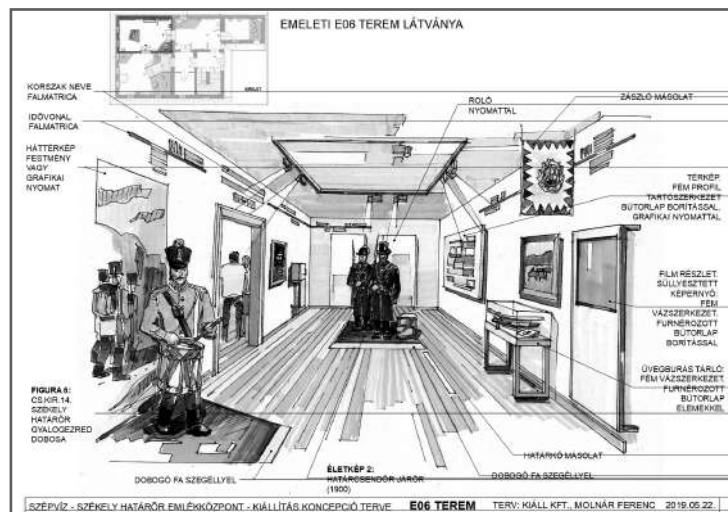 EMELETI E06 TEREM LÁTVÁNYA
KORSZAK NEVE
FALMATRICA
IDŐVONAL
FALMATRICA
HÁTTÉRKÉP
FESTMÉNY
VAGY
GRAFIKAI
NYOMAT
ROLÓ
NYOMATTAL
ZÁSZLÓ MÁSOLAT
TÉRKÉP.
FÉM PROFIL
TARTÓSZERKEZET
BÚTORLAP BORÍTÁSSAL,
GRAFIKAI NYOMATTAL
FILM RÉSZLET.
SÜLLYESZTETT
KÉPERNYŐ:
FÉM
VÁZSZERKEZET.
FURNÉROZOTT
BÚTORLAP
BORÍTÁSSAL
ÜVEGBURÁS TÁRLÓ:
FÉM VÁZSZERKEZET
FURNÉROZOTT
BÚTORLAP
ELEMEKKEL
FIGURA 6:
CS.KIR.14.
SZÉKELY
HATÁRŐR
GYALOGEZRED
DOBOSA
HATÁRKŐ MÁSOLAT
DOBOGÓ FA SZEGÉLLYEL
ÉLETKÉP 2:
HATÁRCSENDŐR JÁRŐR
(1900)
DOBOGÓ FA SZEGÉLLYEL
SZÉPVÍZ - SZÉKELY HATÁRŐR EMLÉKKÖZPONT - KIÁLLÍTÁS KONCEPCIÓ TERVE E06 TEREM TERV: KIÁLL KFT., MOLNÁR FERENC 2019.05.22.